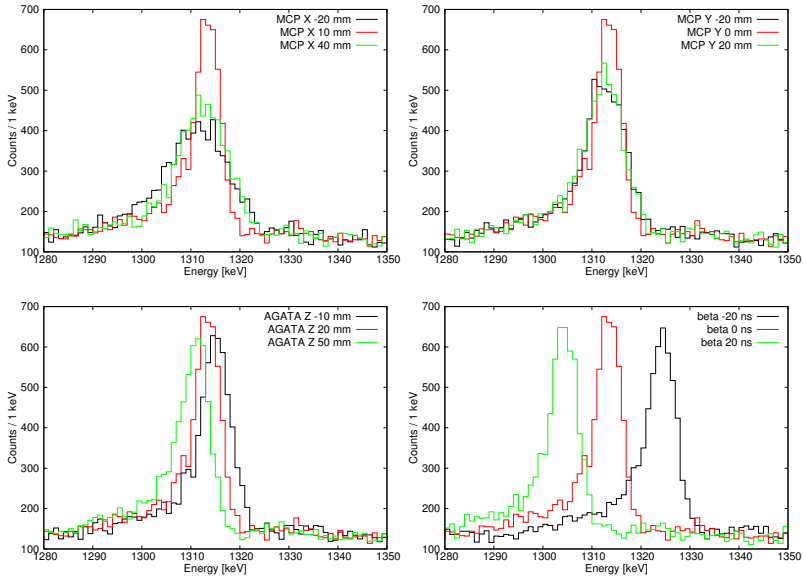 700
600
500
400
300
200
100
1280 1290 1300 1310 1320 1330 1340 1350
Counts / 1 keV
Energy [keV]
MCP X -20 mm
MCP X 10 mm
MCP X 40 mm
700
600
500
400
300
200
100
1280 1290 1300 1310 1320 1330 1340 1350
Counts / 1 keV
Energy [keV]
MCP Y -20 mm
MCP Y 0 mm
MCP Y 20 mm
700
600
500
400
300
200
100
1280 1290 1300 1310 1320 1330 1340 1350
Counts / 1 keV
Energy [keV]
AGATA Z -10 mm
AGATA Z 20 mm
AGATA Z 50 mm
700
600
500
400
300
200
100
1280 1290 1300 1310 1320 1330 1340 1350
Counts / 1 keV
Energy [keV]
beta -20 ns
beta 0 ns
beta 20 ns